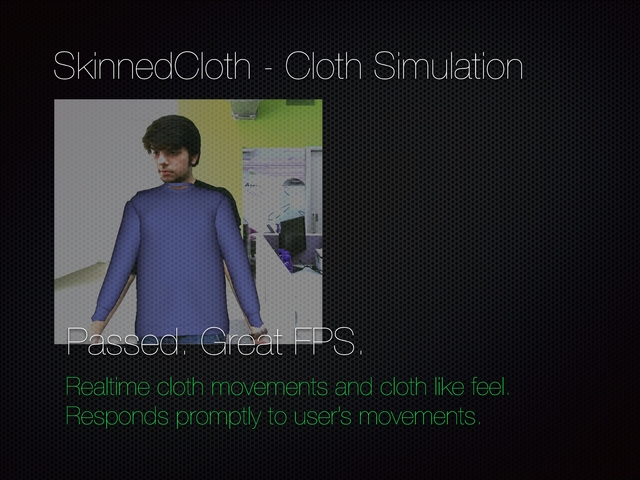 SkinnedCloth - Cloth Simulation
Passed. Great FPS.
Realtime cloth movements and cloth like feel.
Responds promptly to user's movements.